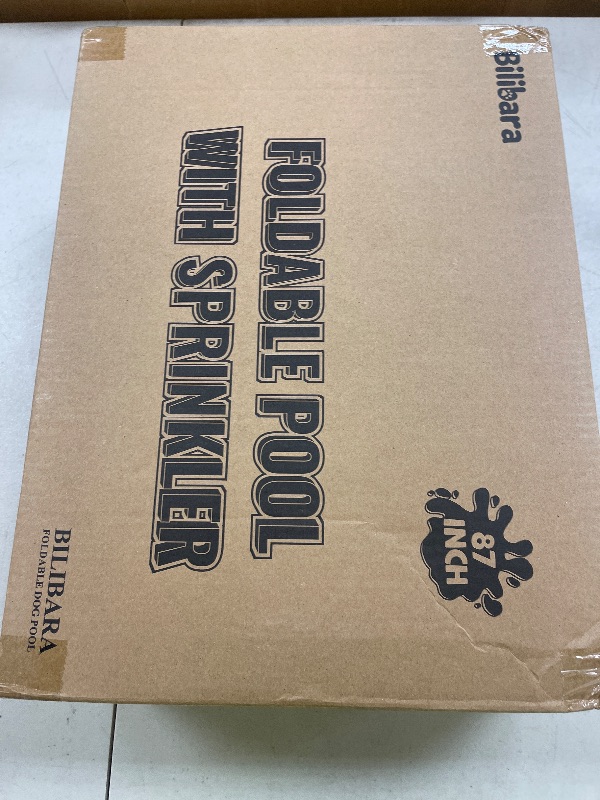 Bilibara
FOLDABLE POOL
WITH SPRINKLER
87
INCH
BILIBARA
FOLDABLE DOG POOL